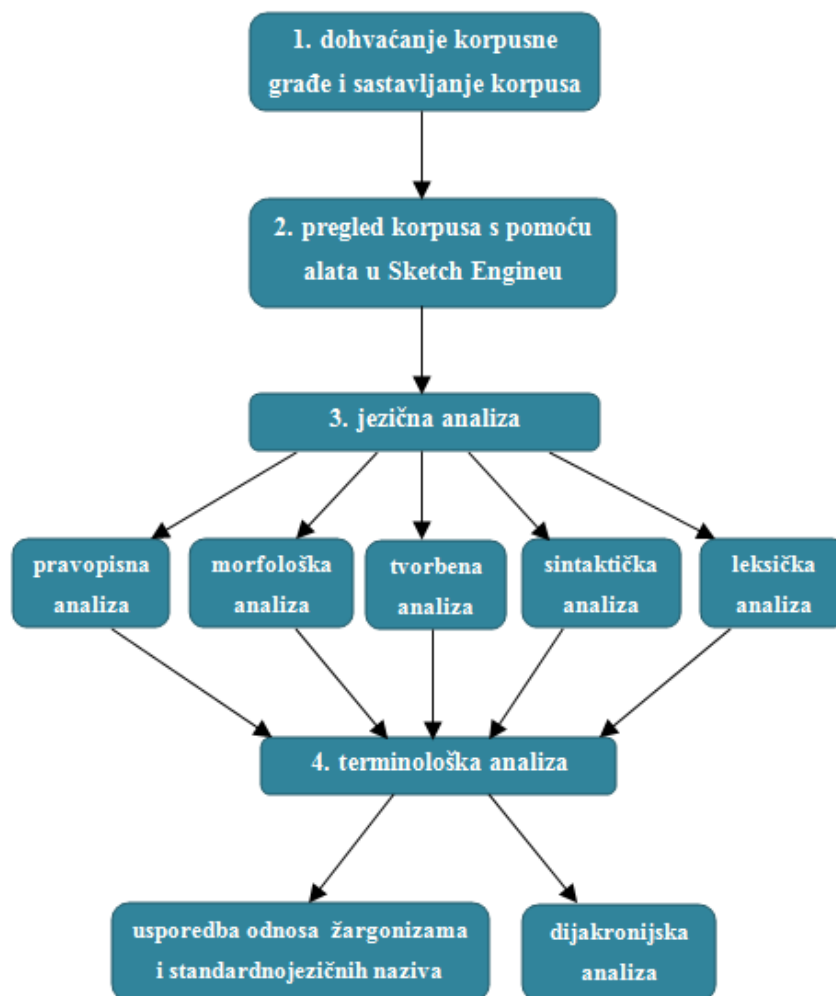 1. dohvaćanje korpusne
građe i sastavljanje korpusa
2. pregled korpusa s pomoću
alata u Sketch Engineu
3. jezična analiza
pravopisna
analiza
morfološka
analiza
tvorbena
analiza
sintaktička
analiza
leksička
analiza
4. terminološka analiza
usporedba odnosa žargonizama
i standardnojezičnih naziva
dijakronijska
analiza